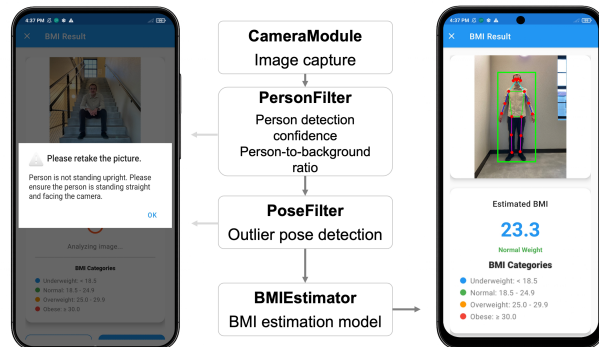 4:37 PM
BMI Result
Please retake the picture.
Person is not standing upright. Please
ensure the person is standing straight
and facing the camera.
OK
Analyzing image...
BMI Categories
Underweight: < 18.5
Normal: 18.5 - 24.9
Overweight: 25.0 - 29.9
Obese: ≥ 30.0
CameraModule
Image capture
PersonFilter
Person detection
confidence
Person-to-background
ratio
PoseFilter
Outlier pose detection
BMIEstimator
BMI estimation model
4:37 PM
BMI Result
Estimated BMI
23.3
Normal Weight
BMI Categories
Underweight: < 18.5
Normal: 18.5 - 24.9
Overweight: 25.0 - 29.9
Obese: ≥ 30.0